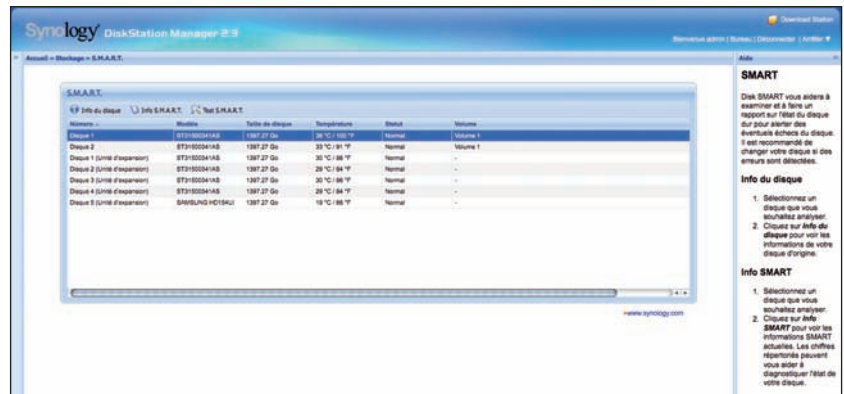 Synology DiskStation Manager 2.3
Download Station
Bienvenue admin | Bureau | Déconnecter | Arrêter ▼
Accueil » Stockage » S.M.A.R.T.
S.M.A.R.T.
Info du disque Info S.M.A.R.T. Test S.M.A.R.T.
Numéro Modèle Taille de disque Température Statut Volume
Disque 1 ST31500341AS 1397.27 Go 38 °C / 100 °F Normal Volume 1
Disque 2 ST31500341AS 1397.27 Go 33 °C / 91 °F Normal Volume 1
Disque 1 (Unité d'expansion) ST31500341AS 1397.27 Go 30 °C / 86 °F Normal -
Disque 2 (Unité d'expansion) ST31500341AS 1397.27 Go 29 °C / 84 °F Normal -
Disque 3 (Unité d'expansion) ST31500341AS 1397.27 Go 30 °C / 86 °F Normal -
Disque 4 (Unité d'expansion) ST31500341AS 1397.27 Go 29 °C / 84 °F Normal -
Disque 5 (Unité d'expansion) SAMSUNG HD154UI 1397.27 Go 19 °C / 66 °F Normal -
www.synology.com
Aide
SMART
Disk SMART vous aidera à
examiner et à faire un
rapport sur l'état du disque
dur pour alerter des
éventuels échecs du disque.
Il est recommandé de
changer votre disque si des
erreurs sont détectées.
Info du disque
1. Sélectionnez un
disque que vous
souhaitez analyser.
2. Cliquez sur Info du
disque pour voir les
informations de votre
disque d'origine.
Info SMART
1. Sélectionnez un
disque que vous
souhaitez analyser.
2. Cliquez sur Info
SMART pour voir les
informations SMART
actuelles. Les chiffres
répertoriés peuvent
vous aider à
diagnostiquer l'état de
votre disque.